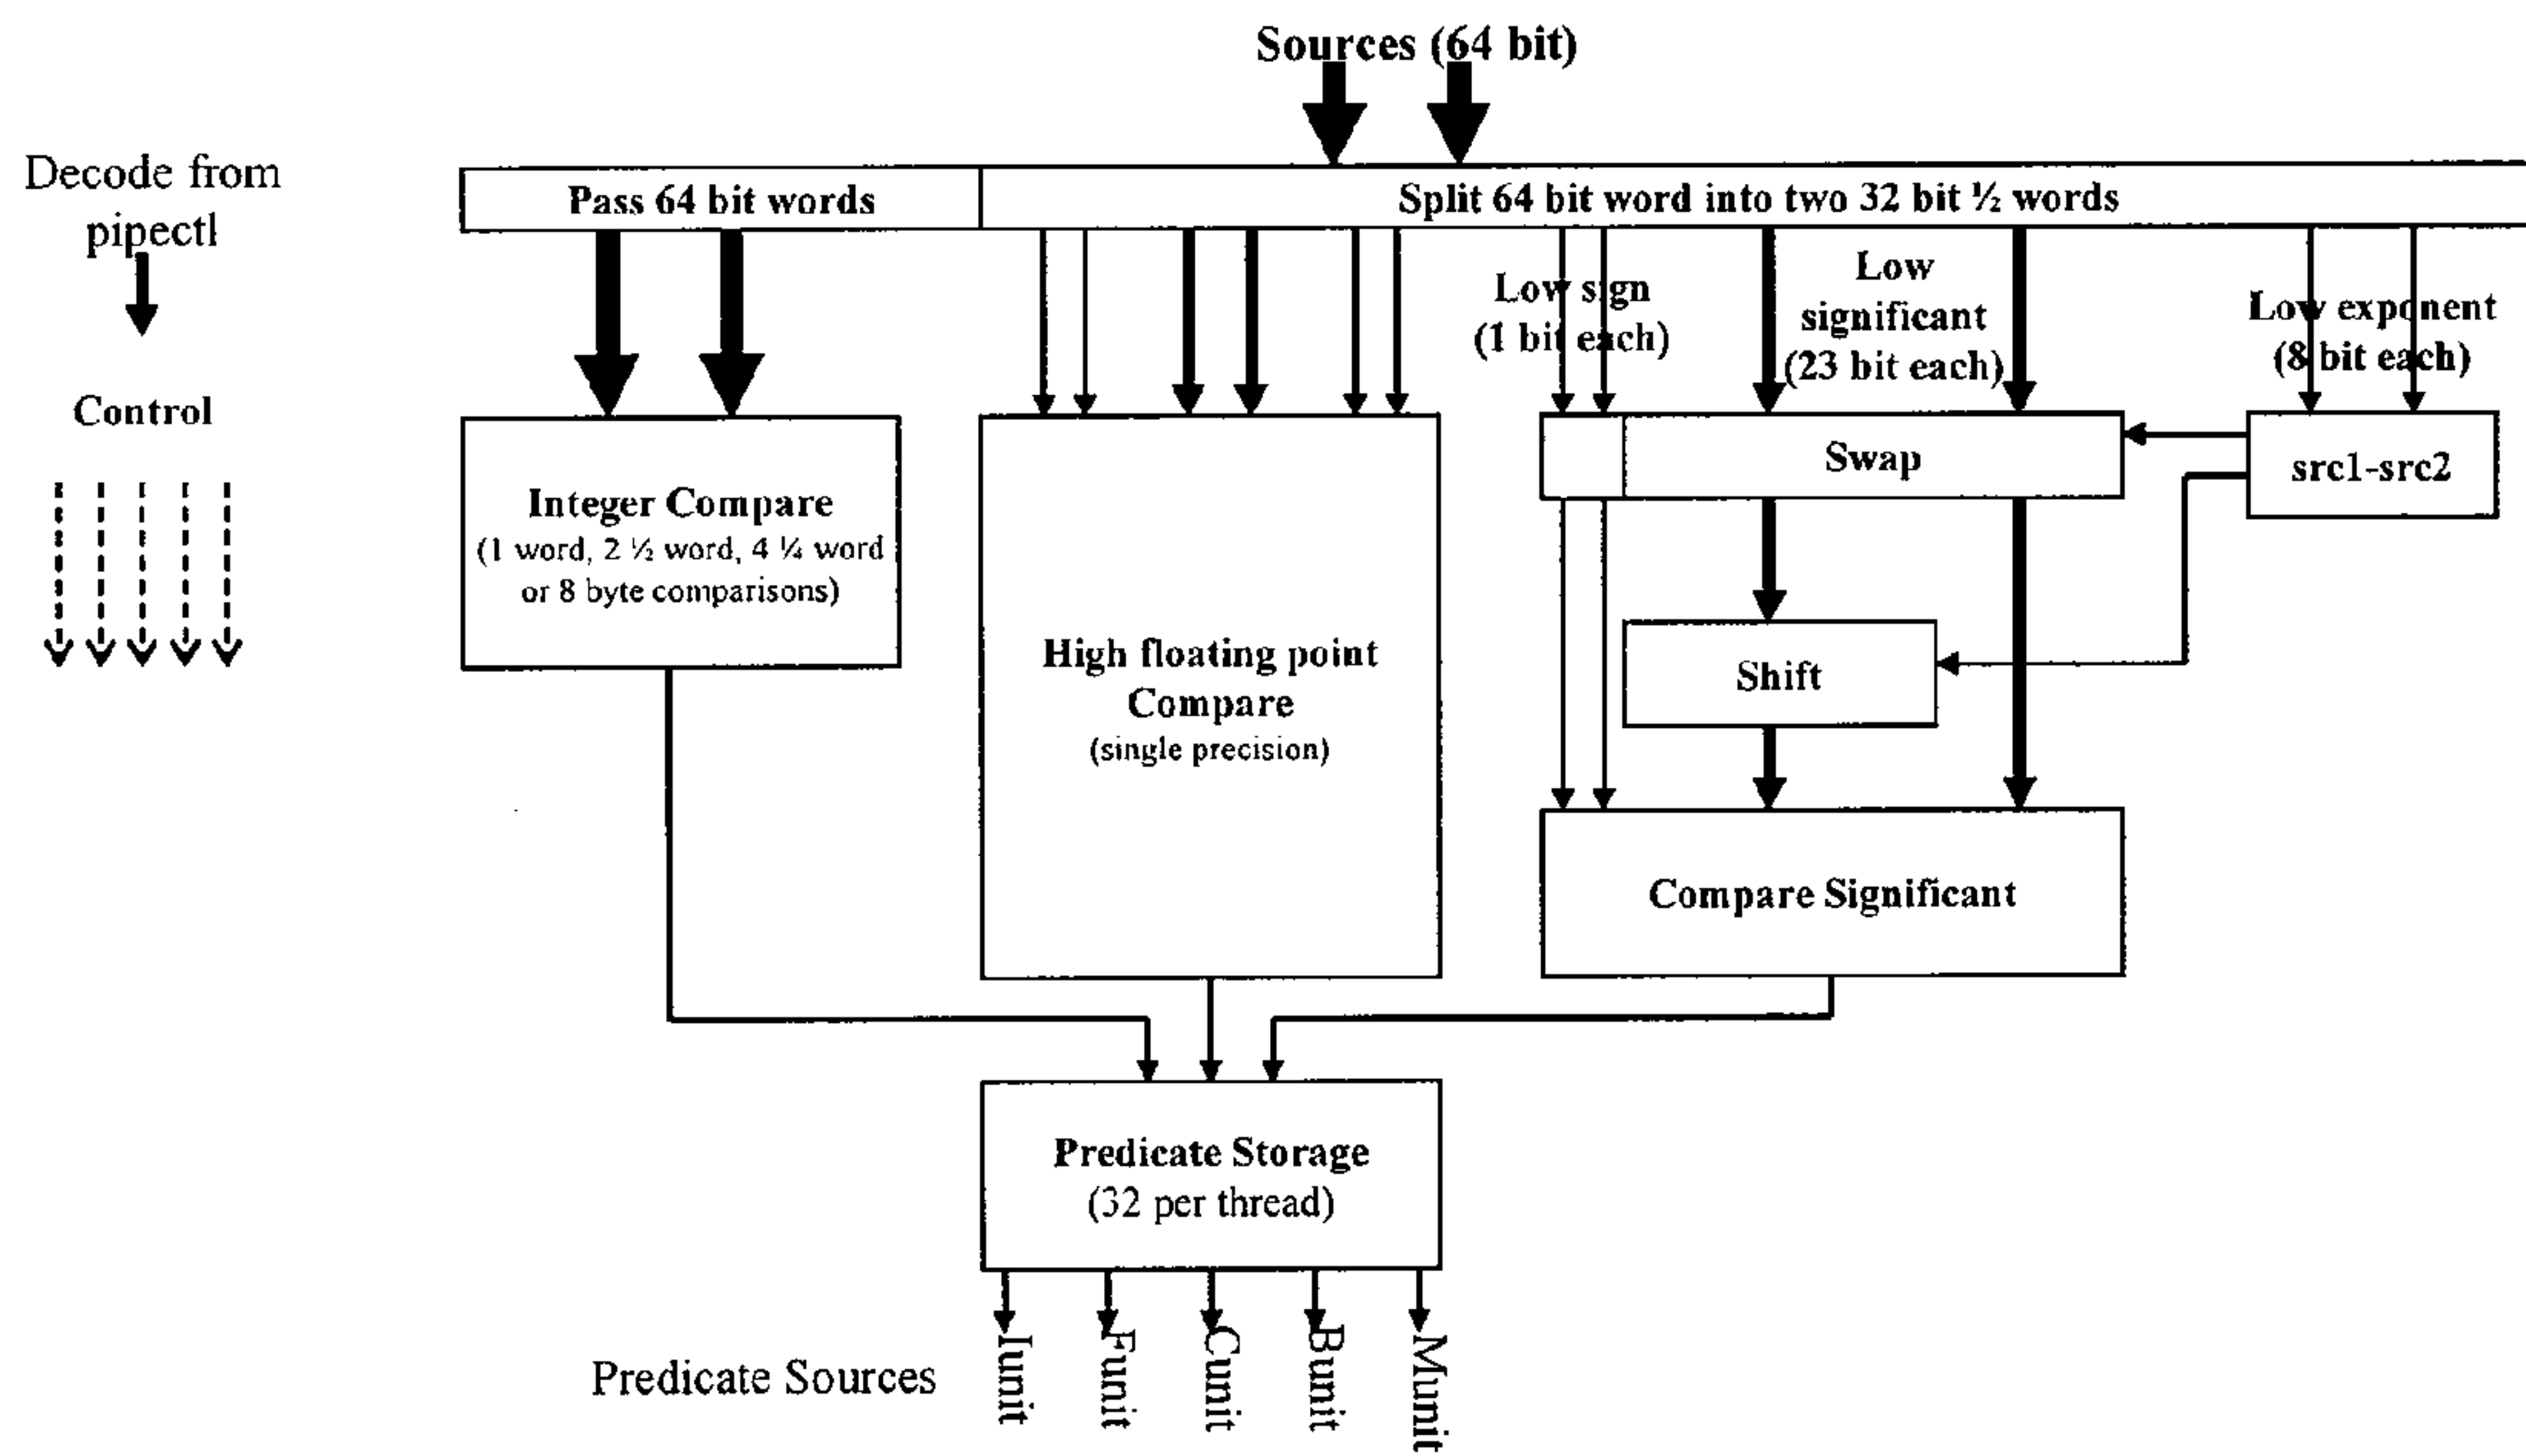 Sources (64 bit)
Decode from
pipectl
Control
Pass 64 bit words
Split 64 bit word into two 32 bit ½ words
Low sign
(1 bit each)
Low
significant
(23 bit each)
Low exponent
(8 bit each)
Integer Compare
(1 word, 2 ½ word, 4 ¼ word
or 8 byte comparisons)
High floating point
Compare
(single precision)
Swap
src1-src2
Shift
Compare Significant
Predicate Storage
(32 per thread)
Predicate Sources
Iunit
Funit
Cunit
Bunit
Munit